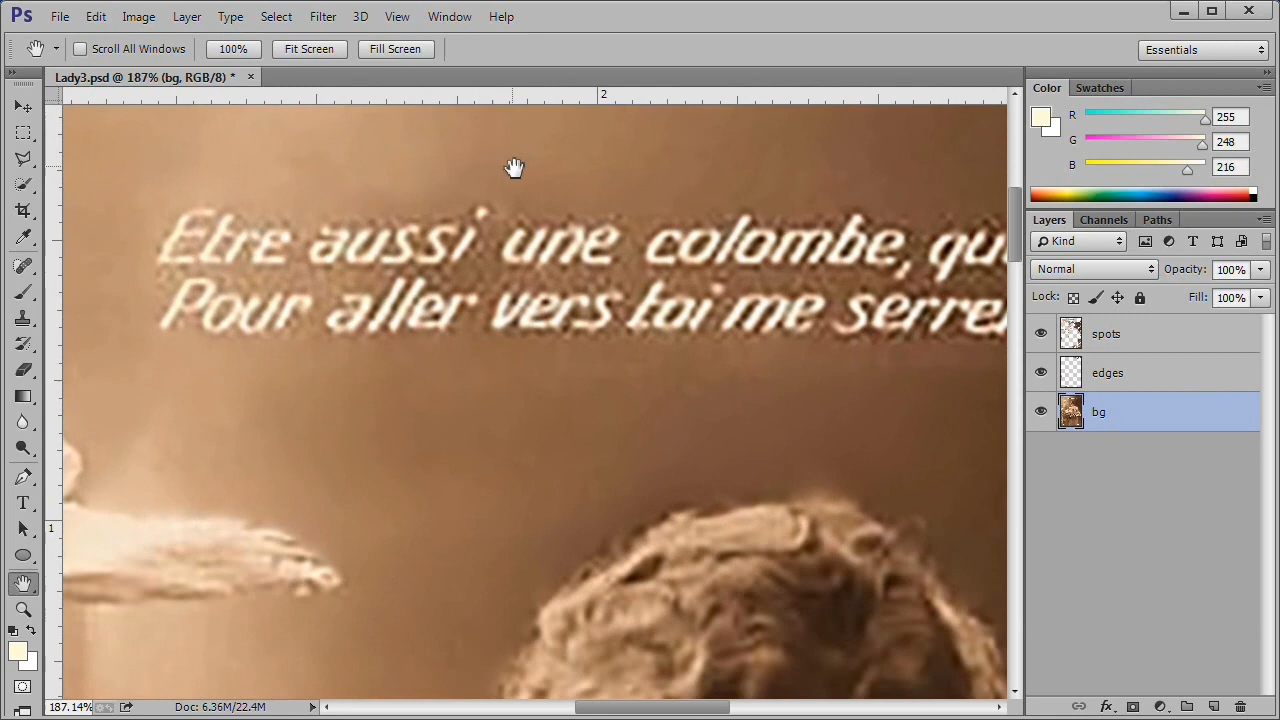 Ps File Edit Image Layer Type Select Filter 3D View Window Help
Scroll All Windows 100% Fit Screen Fill Screen Essentials
Lady3.psd @ 187% (bg, RGB/8) * ×
2
1
Etre aussi une colombe, qu
Pour aller vers toi me serrer
Color Swatches
R 255
G 248
B 216
Layers Channels Paths
Kind
Normal Opacity: 100%
Lock: Fill: 100%
spots
edges
bg
187.14% Doc: 6.36M/22.4M